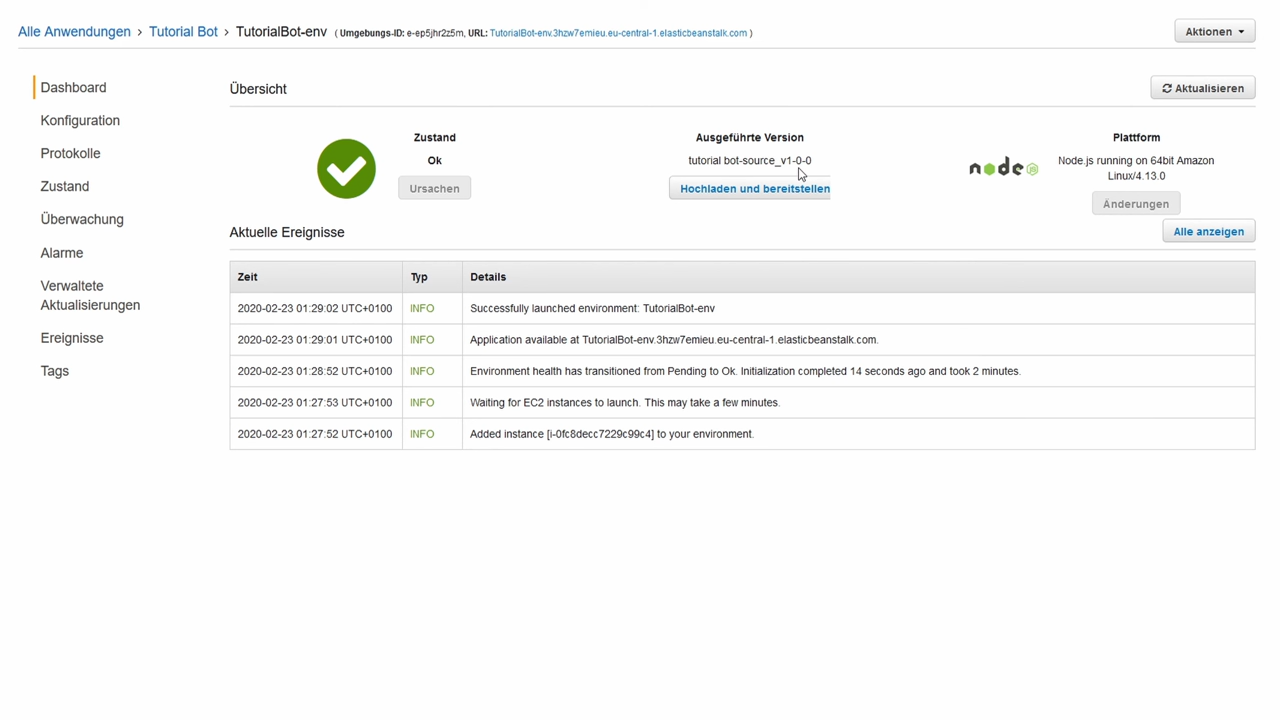 Alle Anwendungen › Tutorial Bot › TutorialBot-env ( Umgebungs-ID: e-ep5jhr2z5m, URL: TutorialBot-env.3hzw7emieu.eu-central-1.elasticbeanstalk.com )
Aktionen
Dashboard
Konfiguration
Protokolle
Zustand
Überwachung
Alarme
Verwaltete
Aktualisierungen
Ereignisse
Tags
Übersicht
Aktualisieren
Zustand
Ok
Ursachen
Ausgeführte Version
tutorial bot-source_v1-0-0
Hochladen und bereitstellen
node
Plattform
Node.js running on 64bit Amazon
Linux/4.13.0
Änderungen
Aktuelle Ereignisse
Alle anzeigen
Zeit Typ Details
2020-02-23 01:29:02 UTC+0100 INFO Successfully launched environment: TutorialBot-env
2020-02-23 01:29:01 UTC+0100 INFO Application available at TutorialBot-env.3hzw7emieu.eu-central-1.elasticbeanstalk.com.
2020-02-23 01:28:52 UTC+0100 INFO Environment health has transitioned from Pending to Ok. Initialization completed 14 seconds ago and took 2 minutes.
2020-02-23 01:27:53 UTC+0100 INFO Waiting for EC2 instances to launch. This may take a few minutes.
2020-02-23 01:27:52 UTC+0100 INFO Added instance [i-0fc8decc7229c99c4] to your environment.